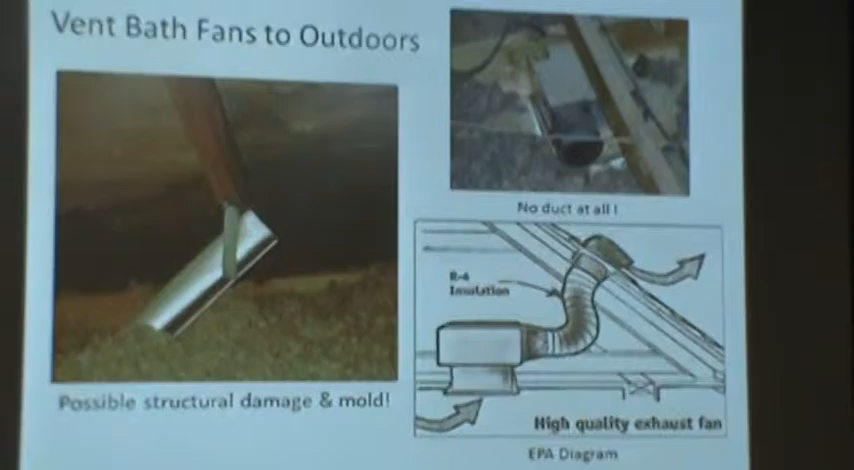 Vent Bath Fans to Outdoors
No duct at all !
R-4
Insulation
Possible structural damage & mold!
High quality exhaust fan
EPA Diagram